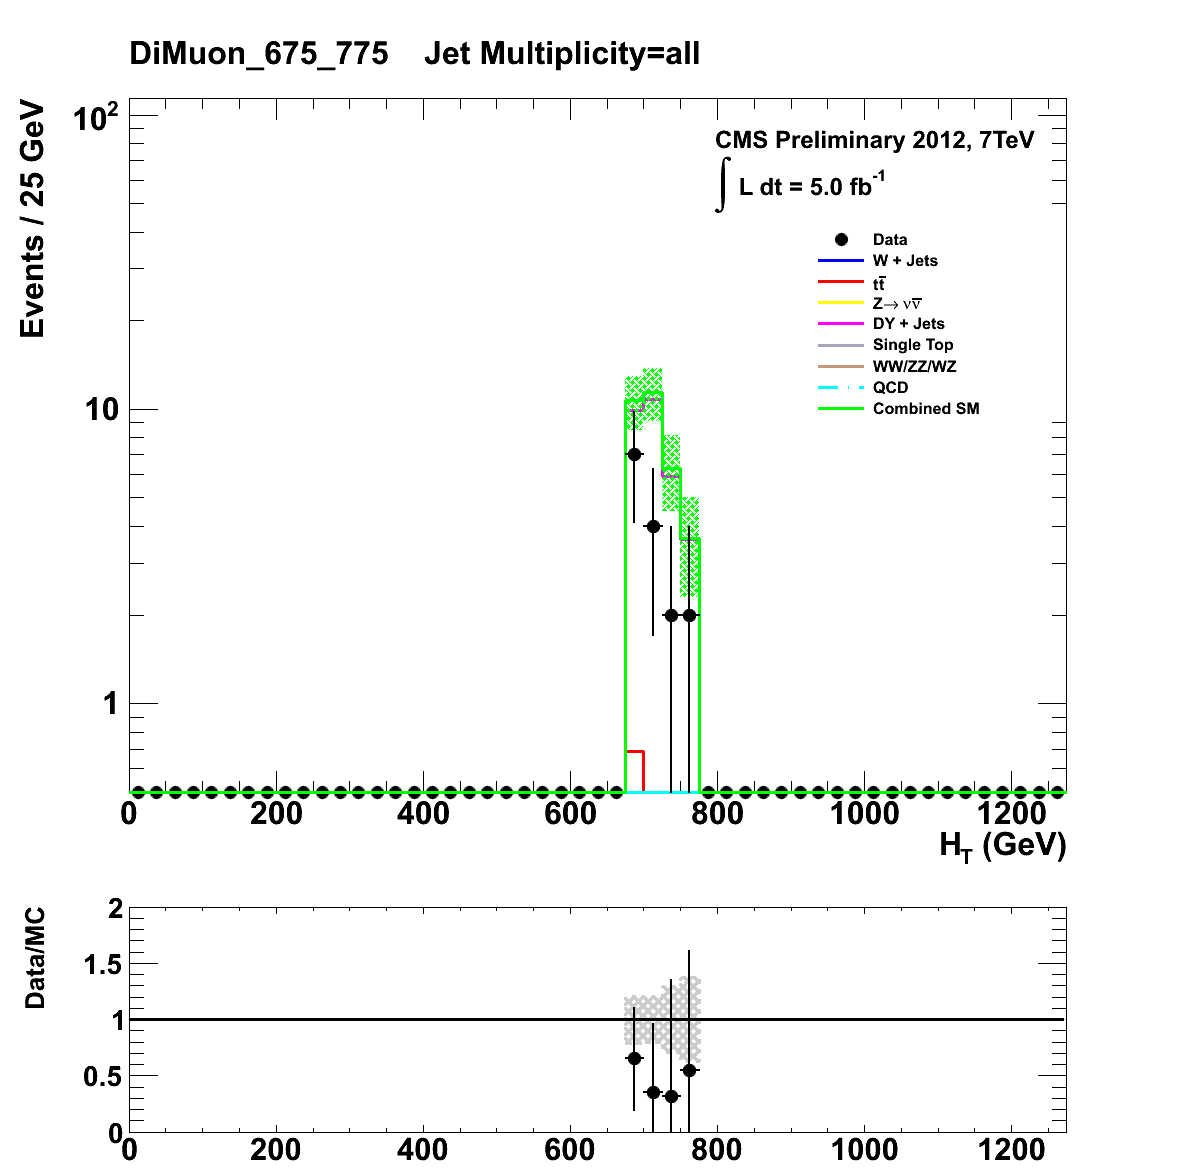 DiMuon_675_775    Jet Multiplicity=all
Events / 25 GeV
10²
10
1
CMS Preliminary 2012, 7TeV
∫ L dt = 5.0 fb⁻¹
Data
W + Jets
tt̅
Z→ νν̅
DY + Jets
Single Top
WW/ZZ/WZ
QCD
Combined SM
0 200 400 600 800 1000 1200
H_T (GeV)
Data/MC
2
1.5
1
0.5
0
0 200 400 600 800 1000 1200